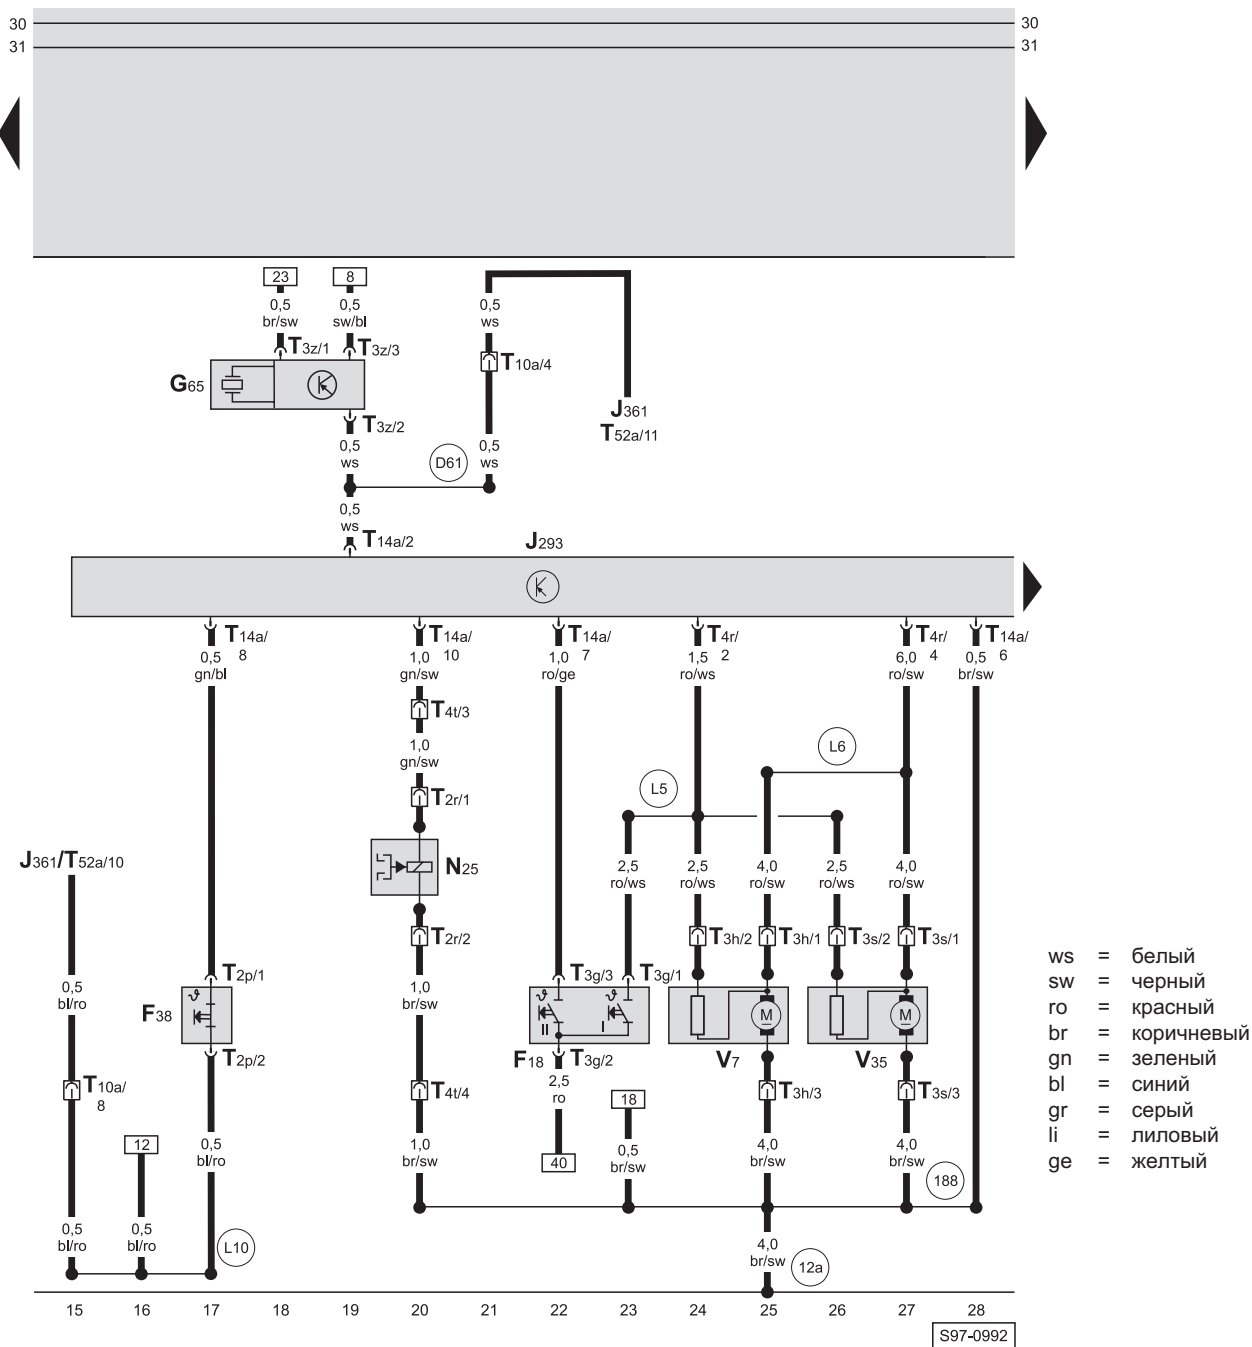 30 30
31 31
23 8
0,5 0,5 0,5
br/sw sw/bl ws
T3z/1 T3z/3
T10a/4
G65
J361
T52a/11
T3z/2
0,5 D61 0,5
ws ws
0,5
ws
T14a/2 J293
T14a/8 T14a/10 T14a/7 T4r/2 T4r/4 T14a/6
0,5 1,0 1,0 1,5 6,0 0,5
gn/bl gn/sw ro/ge ro/ws ro/sw br/sw
T4t/3
1,0
gn/sw
L6
L5
T2r/1
J361/T52a/10
N25
2,5 2,5 4,0 2,5 4,0
ro/ws ro/ws ro/sw ro/ws ro/sw
T2r/2 T3h/2 T3h/1 T3s/2 T3s/1
T2p/1 T3g/3 T3g/1
0,5 1,0
bl/ro br/sw
F38
II I M M
T2p/2 F18 T3g/2 V7 V35
T10a/8
2,5
ro
T4t/4 18 T3h/3 T3s/3
12 0,5 1,0 0,5 4,0 4,0
bl/ro br/sw br/sw br/sw br/sw
40
188
0,5 0,5 L10
bl/ro bl/ro
4,0
br/sw 12a
15 16 17 18 19 20 21 22 23 24 25 26 27 28
S97-0992
ws = белый
sw = черный
ro = красный
br = коричневый
gn = зеленый
bl = синий
gr = серый
li = лиловый
ge = желтый